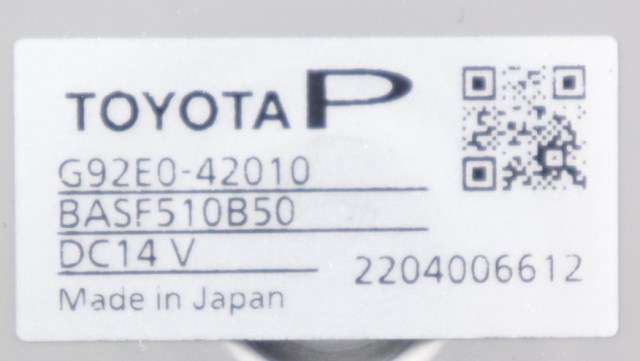 TOYOTA P
G92E0-42010
BASF510B50
DC14 V
2204006612
Made in Japan